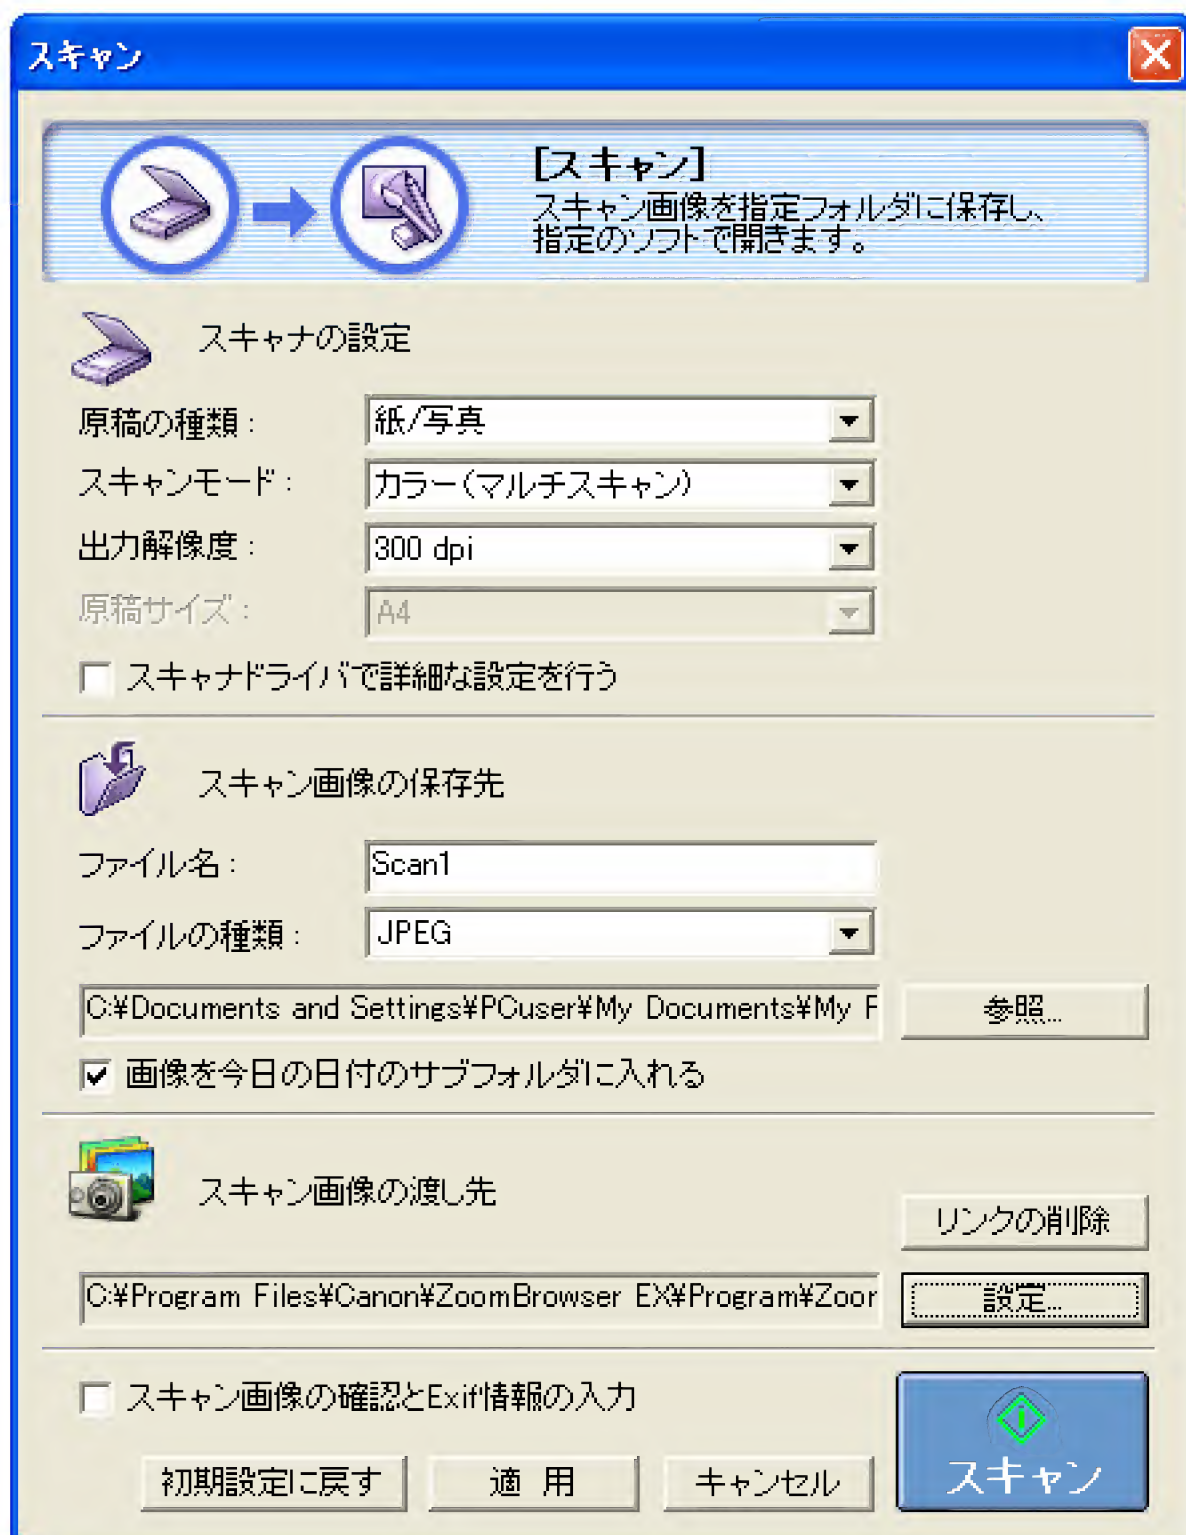 スキャン
[スキャン]
スキャン画像を指定フォルダに保存し、
指定のソフトで開きます。
スキャナの設定
原稿の種類： 紙/写真
スキャンモード： カラー(マルチスキャン)
出力解像度： 300 dpi
原稿サイズ： A4
スキャナドライバで詳細な設定を行う
スキャン画像の保存先
ファイル名： Scan1
ファイルの種類： JPEG
C:¥Documents and Settings¥PCuser¥My Documents¥My P 参照...
画像を今日の日付のサブフォルダに入れる
スキャン画像の渡し先
リンクの削除
C:¥Program Files¥Canon¥ZoomBrowser EX¥Program¥Zoor 設定...
スキャン画像の確認とExif情報の入力
初期設定に戻す 適 用 キャンセル スキャン